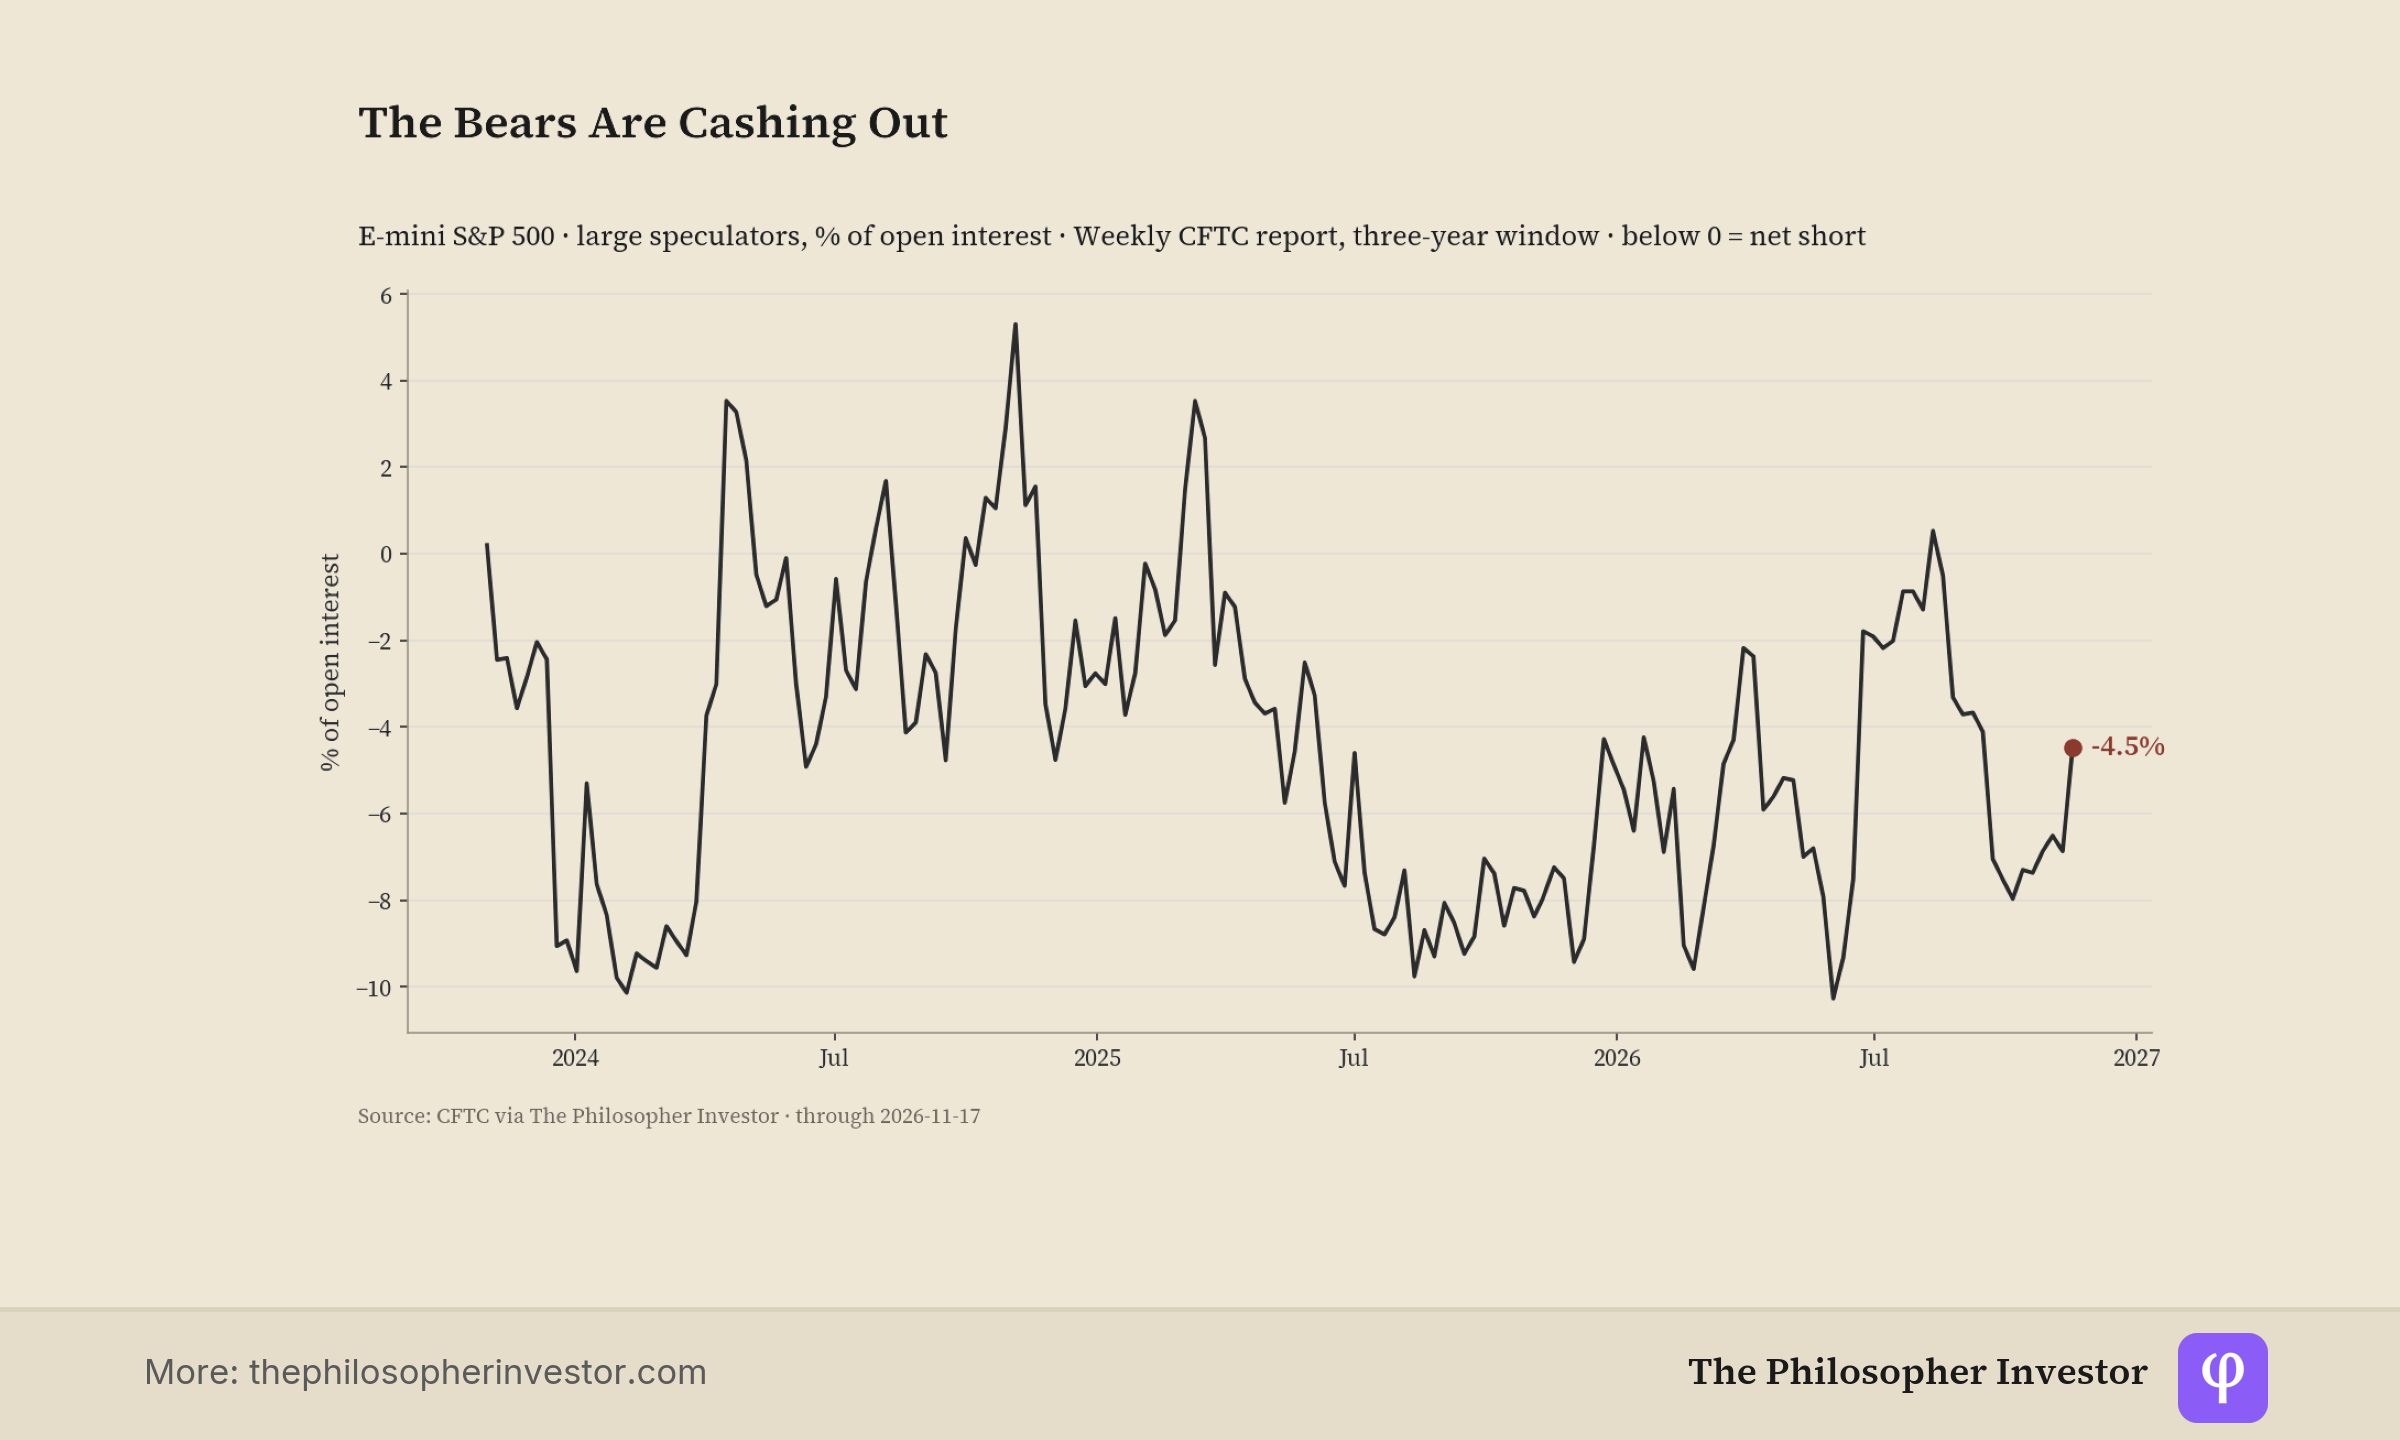 The Bears Are Cashing Out
E-mini S&P 500 · large speculators, % of open interest · Weekly CFTC report, three-year window · below 0 = net short
% of open interest
6
4
2
0
−2
−4
−6
−8
−10
-4.5%
2024
Jul
2025
Jul
2026
Jul
2027
Source: CFTC via The Philosopher Investor · through 2026-11-17
More: thephilosopherinvestor.com
The Philosopher Investor
φ